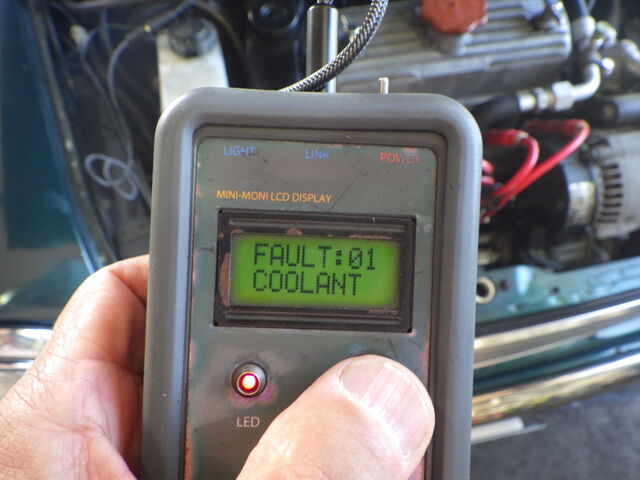 LIGHT LINK POWER
MINI-MONI LCD DISPLAY
FAULT:01
COOLANT
LED